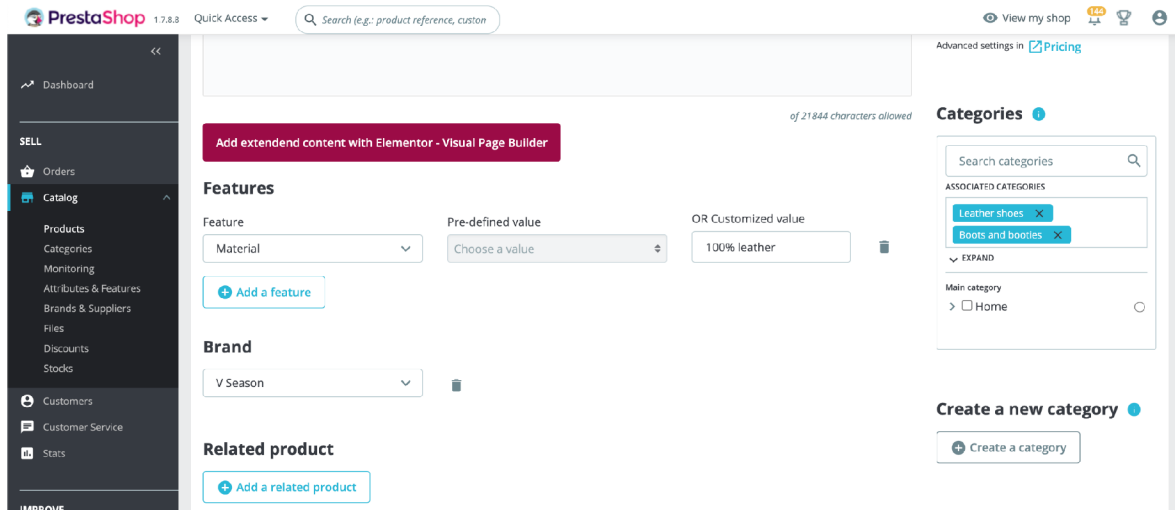 PrestaShop 1.7.8.8 Quick Access Search (e.g.: product reference, custom View my shop 144
Dashboard
SELL
Orders
Catalog
Products
Categories
Monitoring
Attributes & Features
Brands & Suppliers
Files
Discounts
Stocks
Customers
Customer Service
Stats
IMPROVE
of 21844 characters allowed
Add extendend content with Elementor - Visual Page Builder
Features
Feature Pre-defined value OR Customized value
Material Choose a value 100% leather
Add a feature
Brand
V Season
Related product
Add a related product
Advanced settings in Pricing
Categories
Search categories
ASSOCIATED CATEGORIES
Leather shoes
Boots and booties
EXPAND
Main category
Home
Create a new category
Create a category